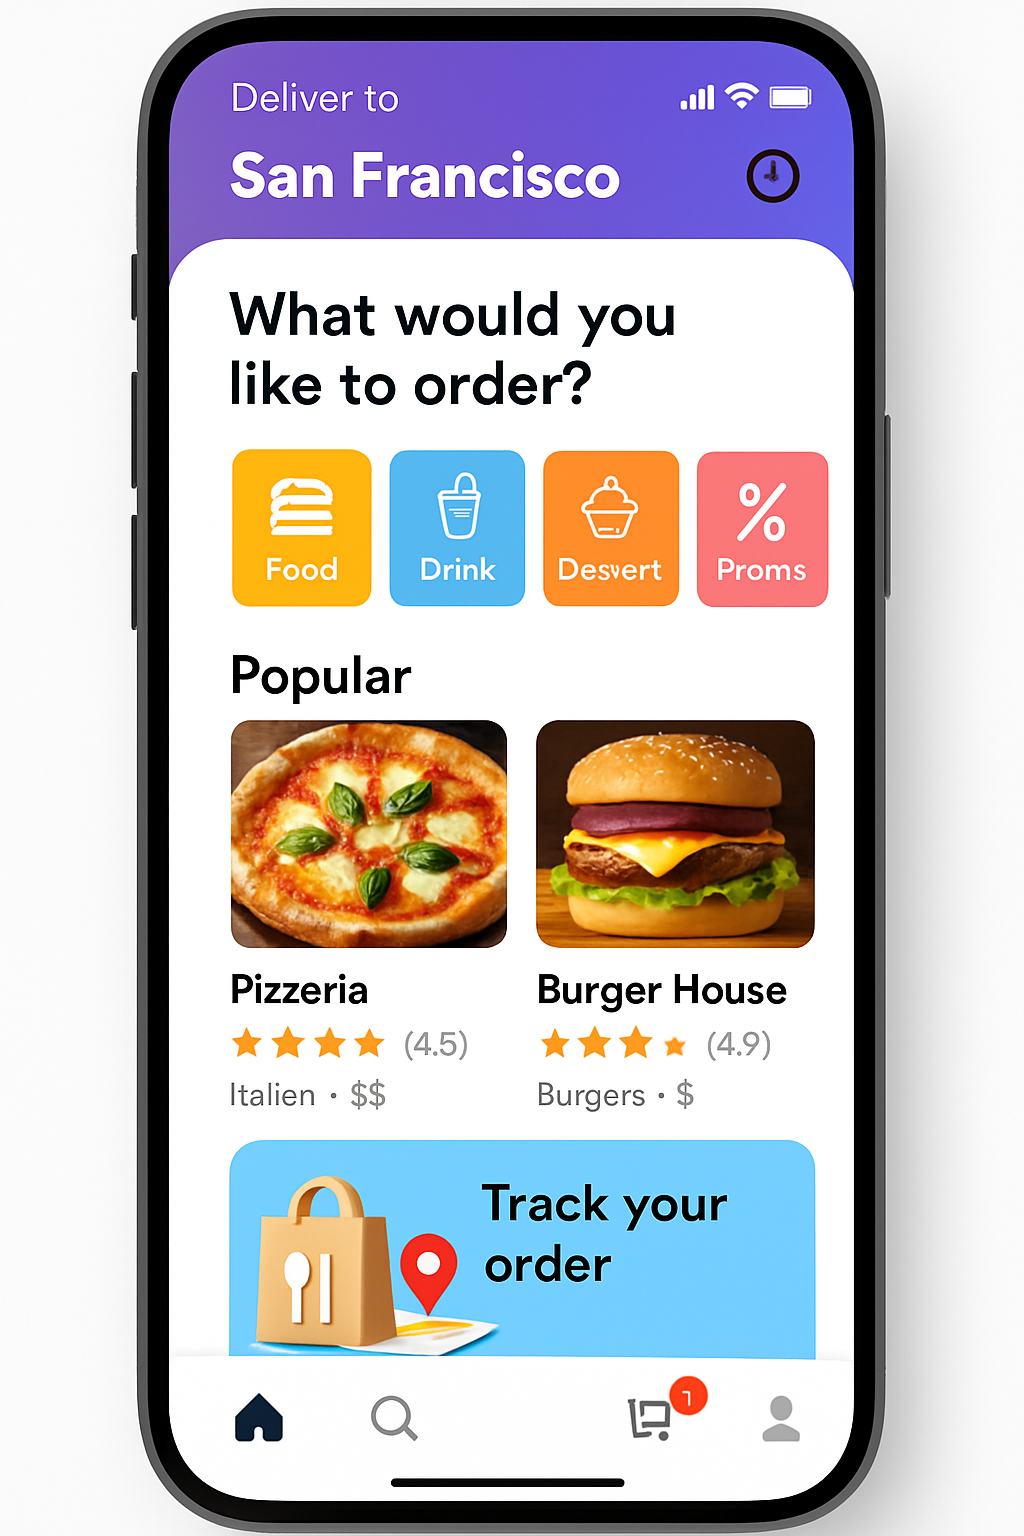 Deliver to
San Francisco
What would you
like to order?
Food
Drink
Desvert
Proms
Popular
Pizzeria
Burger House
(4.5)
(4.9)
Italien • $$
Burgers • $
Track your
order